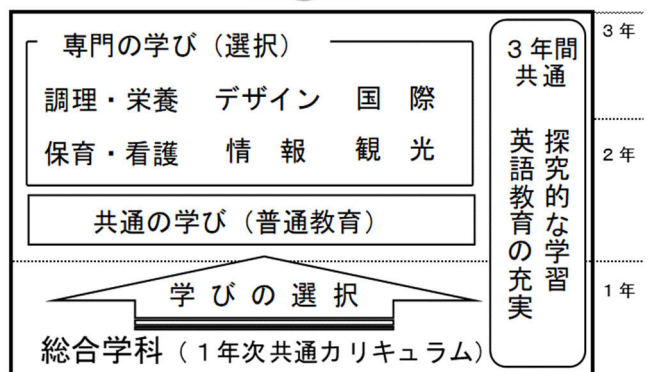 専門の学び（選択）
調理・栄養　デザイン　国　際
保育・看護　情　報　観　光
共通の学び（普通教育）
学 び の 選 択
総合学科（１年次共通カリキュラム）
３年間
共通
探究的な学習
英語教育の充実
３年
２年
１年